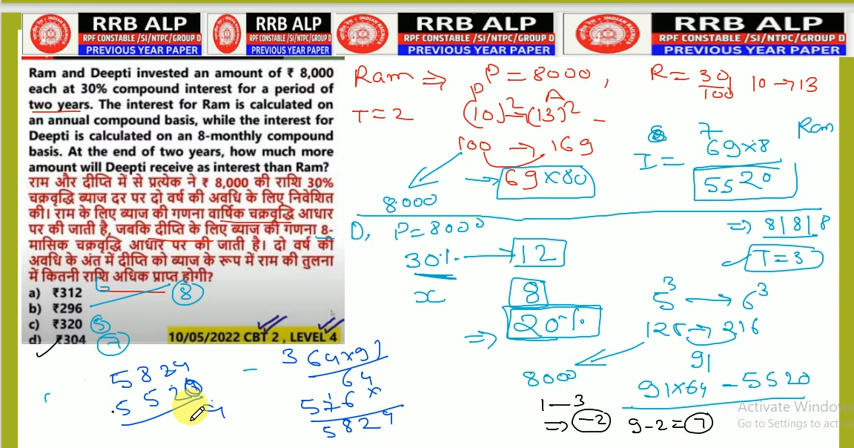 RRB ALP
RPF CONSTABLE /SI/NTPC/GROUP D
PREVIOUS YEAR PAPER
RRB ALP
RPF CONSTABLE /SI/NTPC/GROUP D
PREVIOUS YEAR PAPER
RRB ALP
RPF CONSTABLE /SI/NTPC/GROUP D
PREVIOUS YEAR PAPER
RRB ALP
RPF CONSTABLE /SI/NTPC/GROUP D
PREVIOUS YEAR PAPER
Ram and Deepti invested an amount of ₹ 8,000
each at 30% compound interest for a period of
two years. The interest for Ram is calculated on
an annual compound basis, while the interest for
Deepti is calculated on an 8-monthly compound
basis. At the end of two years, how much more
amount will Deepti receive as interest than Ram?
राम और दीप्ति में से प्रत्येक ने ₹ 8,000 की राशि 30%
चक्रवृद्धि ब्याज दर पर दो वर्ष की अवधि के लिए निवेशित
की। राम के लिए ब्याज की गणना वार्षिक चक्रवृद्धि आधार
पर की जाती है, जबकि दीप्ति के लिए ब्याज की गणना 8-
मासिक चक्रवृद्धि आधार पर की जाती है। दो वर्ष की
अवधि के अंत में दीप्ति को ब्याज के रूप में राम की तुलना
में कितनी राशि अधिक प्राप्त होगी?
a) ₹312
b) ₹296
c) ₹320
d) ₹304
8
7
10/05/2022 CBT 2 , LEVEL 4
Ram ⇒ P = 8000 , R = 30/100 10 → 13
T = 2
P A
(10)² = (13)²
100 → 169
69×80
8000
7 Ram
I = 69×8
5520
D, P = 8000
⇒ 8|8|8
T = 3
30% → 12
x 8
⇒ 20%
5³ → 6³
125 → 216
91
8000
91×64 - 5520
1 - 3
⇒ -2 9-2 = 7
5824
5520
-
3 64×91
64
576×
5824
Activate Windows
Go to Settings to activate